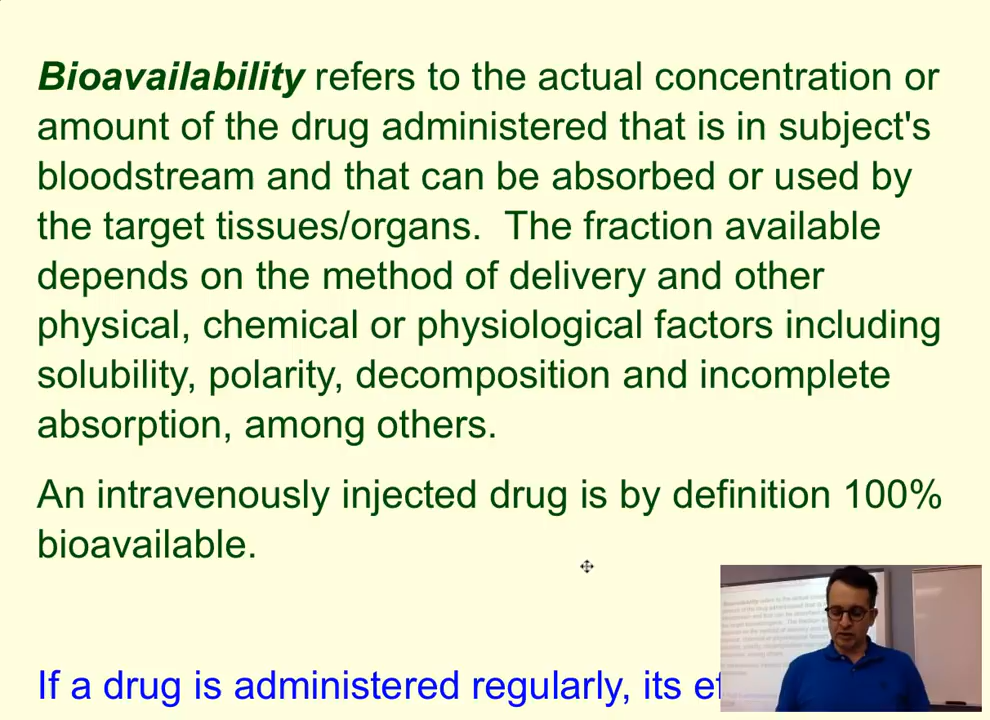 Bioavailability refers to the actual concentration or
amount of the drug administered that is in subject's
bloodstream and that can be absorbed or used by
the target tissues/organs.  The fraction available
depends on the method of delivery and other
physical, chemical or physiological factors including
solubility, polarity, decomposition and incomplete
absorption, among others.
An intravenously injected drug is by definition 100%
bioavailable.
If a drug is administered regularly, its